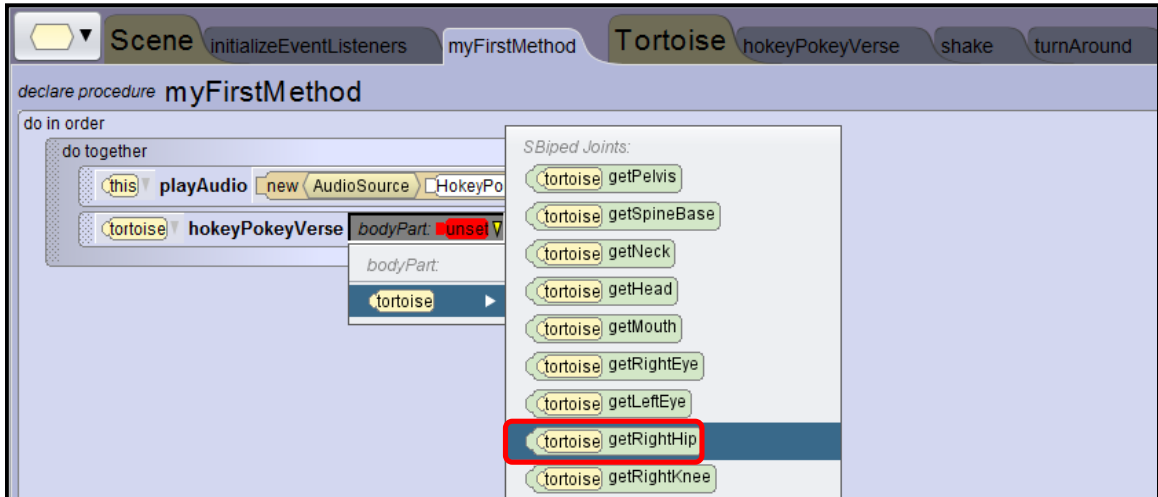 Scene initializeEventListeners myFirstMethod Tortoise hokeyPokeyVerse shake turnAround
declare procedure myFirstMethod
do in order
do together
this playAudio new AudioSource HokeyPo
tortoise hokeyPokeyVerse bodyPart: unset
bodyPart:
tortoise
SBiped Joints:
tortoise getPelvis
tortoise getSpineBase
tortoise getNeck
tortoise getHead
tortoise getMouth
tortoise getRightEye
tortoise getLeftEye
tortoise getRightHip
tortoise getRightKnee